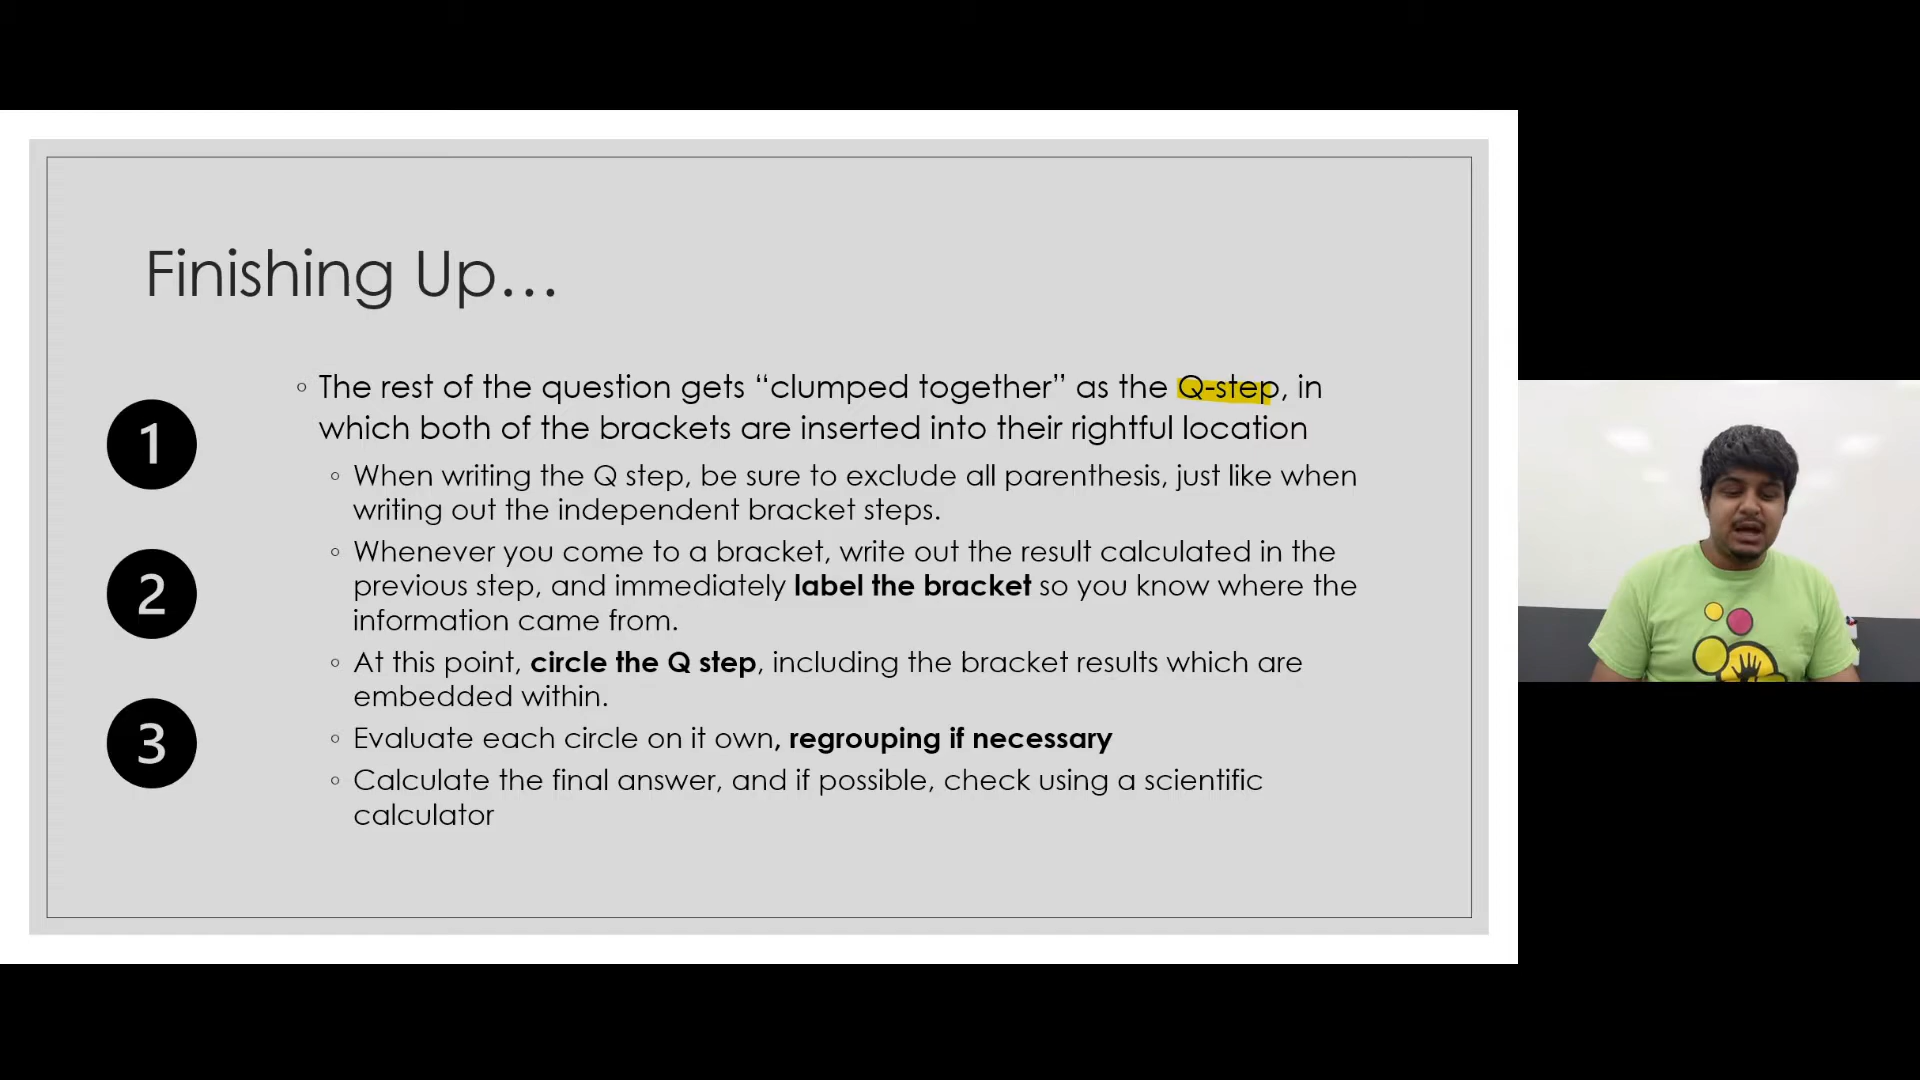 Finishing Up…
1
2
3
The rest of the question gets “clumped together” as the Q-step, in
which both of the brackets are inserted into their rightful location
When writing the Q step, be sure to exclude all parenthesis, just like when
writing out the independent bracket steps.
Whenever you come to a bracket, write out the result calculated in the
previous step, and immediately label the bracket so you know where the
information came from.
At this point, circle the Q step, including the bracket results which are
embedded within.
Evaluate each circle on it own, regrouping if necessary
Calculate the final answer, and if possible, check using a scientific
calculator